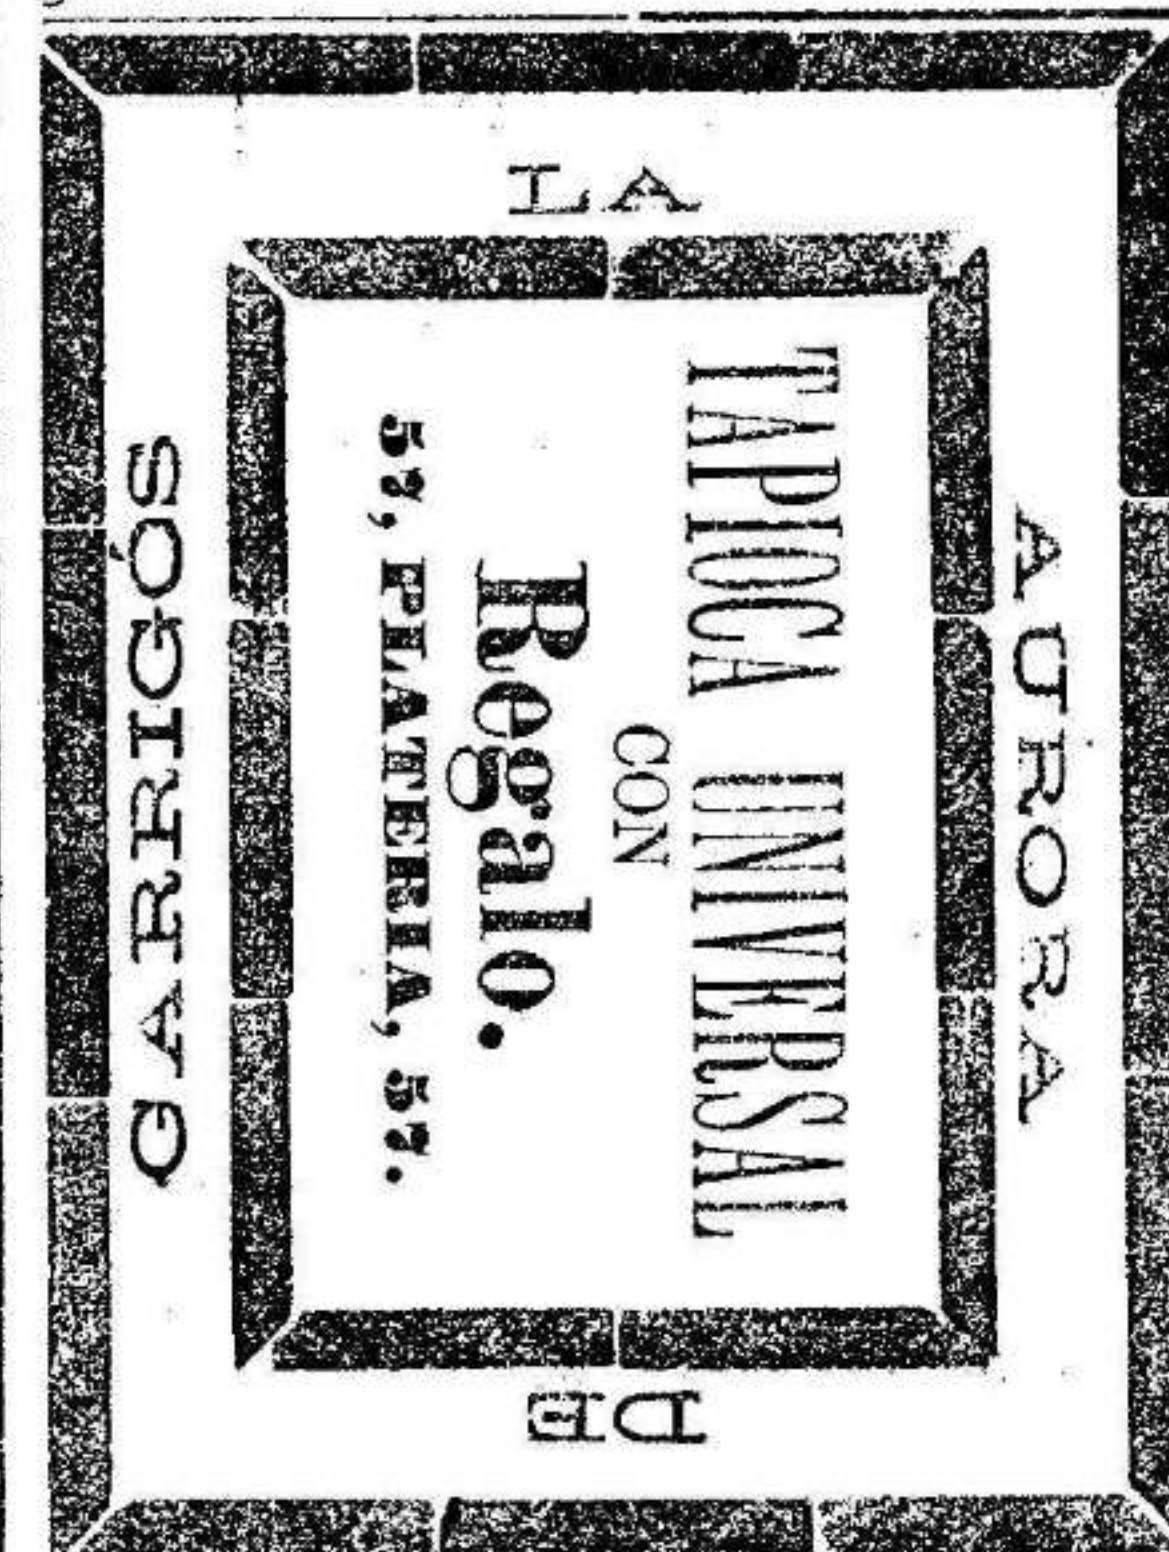 LA
AURORA
DE
GARRIGÓS
TAPIOCA UNIVERSAL
CON
Regalo.
57, PLATERIA, 57.